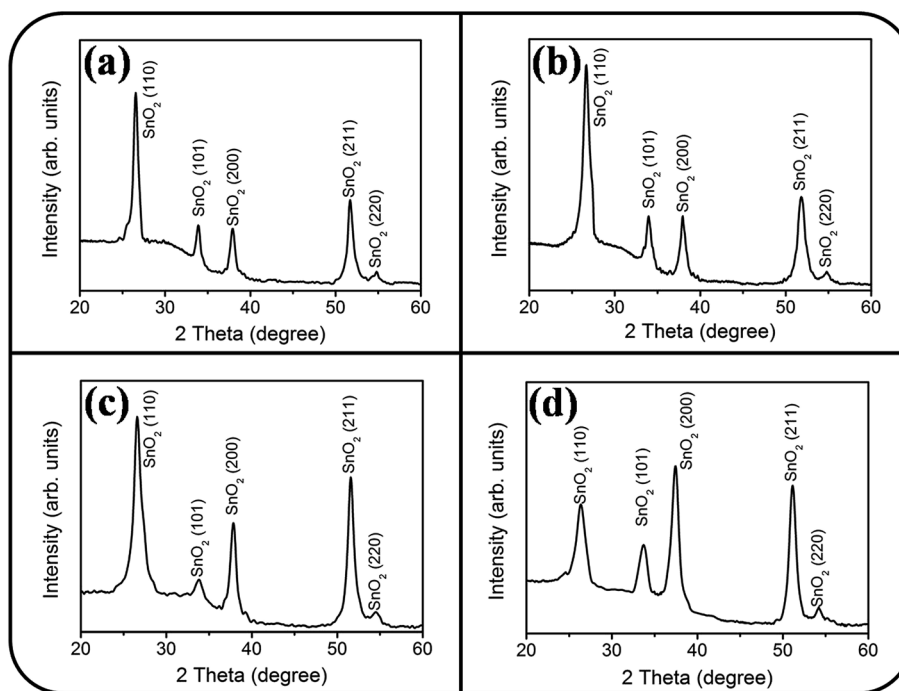 (a)
Intensity (arb. units)
SnO₂ (110)
SnO₂ (101)
SnO₂ (200)
SnO₂ (211)
SnO₂ (220)
20 30 40 50 60
2 Theta (degree)
(b)
Intensity (arb. units)
SnO₂ (110)
SnO₂ (101)
SnO₂ (200)
SnO₂ (211)
SnO₂ (220)
20 30 40 50 60
2 Theta (degree)
(c)
Intensity (arb. units)
SnO₂ (110)
SnO₂ (101)
SnO₂ (200)
SnO₂ (211)
SnO₂ (220)
20 30 40 50 60
2 Theta (degree)
(d)
Intensity (arb. units)
SnO₂ (110)
SnO₂ (101)
SnO₂ (200)
SnO₂ (211)
SnO₂ (220)
20 30 40 50 60
2 Theta (degree)